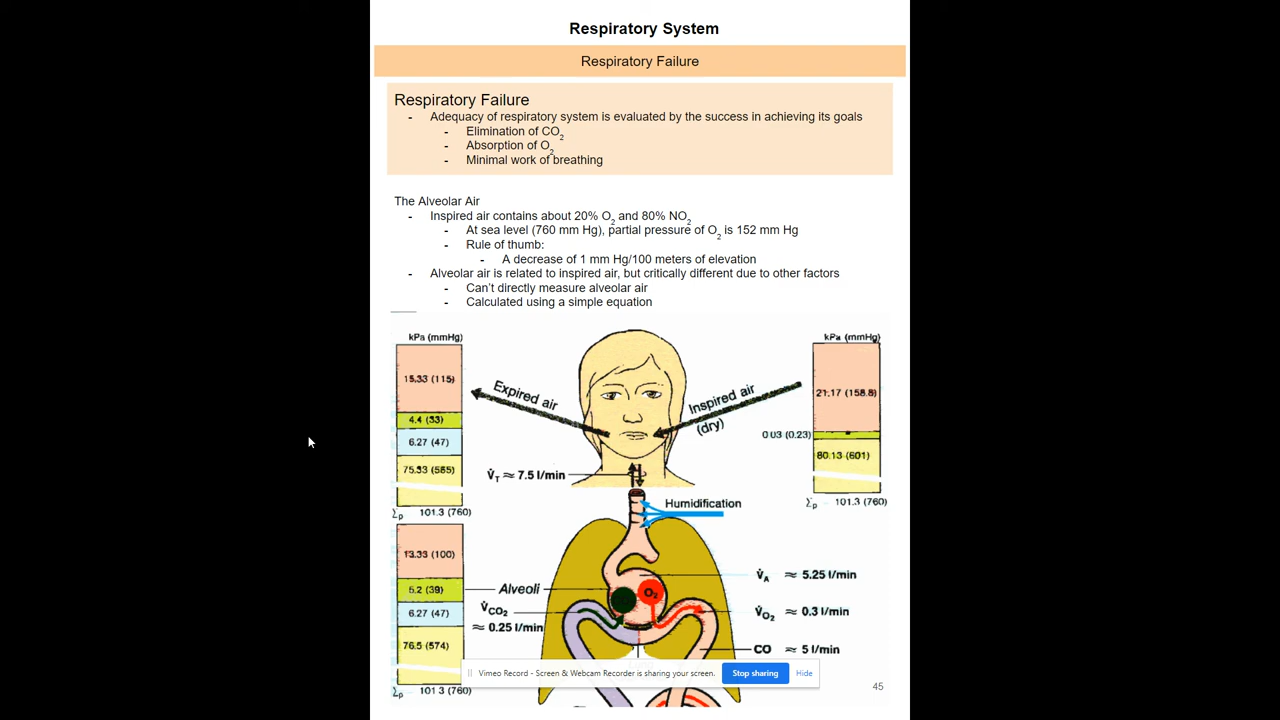 Respiratory System
Respiratory Failure
Respiratory Failure
- Adequacy of respiratory system is evaluated by the success in achieving its goals
- Elimination of CO2
- Absorption of O2
- Minimal work of breathing
The Alveolar Air
- Inspired air contains about 20% O2 and 80% NO2
- At sea level (760 mm Hg), partial pressure of O2 is 152 mm Hg
- Rule of thumb:
- A decrease of 1 mm Hg/100 meters of elevation
- Alveolar air is related to inspired air, but critically different due to other factors
- Can't directly measure alveolar air
- Calculated using a simple equation
kPa (mmHg)
15.33 (115)
4.4 (33)
6.27 (47)
75.33 (565)
Σp 101.3 (760)
Expired air
Inspired air
(dry)
kPa (mmHg)
21.17 (158.8)
0.03 (0.23)
80.13 (601)
Σp 101.3 (760)
V̇T ≈ 7.5 l/min
Humidification
13.33 (100)
5.2 (39)
6.27 (47)
76.5 (574)
Σp 101.3 (760)
Alveoli
V̇CO2
≈ 0.25 l/min
O2
V̇A ≈ 5.25 l/min
V̇O2 ≈ 0.3 l/min
CO ≈ 5 l/min
Vimeo Record - Screen & Webcam Recorder is sharing your screen.
Stop sharing
Hide
45